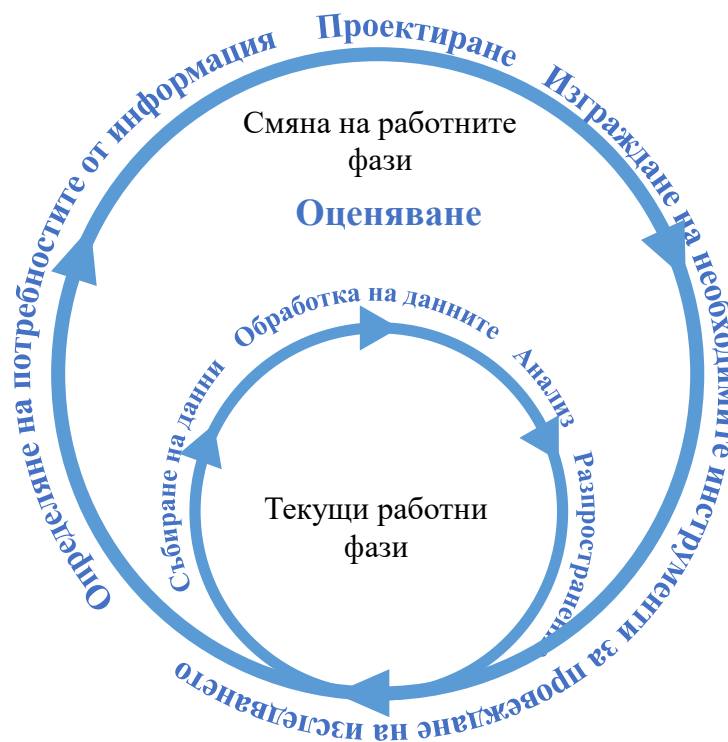 Определяне на потребностите от информация
Проектиране
Изграждане на необходимите инструменти за провеждане на изследването
Смяна на работните
фази
Оценяване
Събиране на данни
Обработка на данните
Анализ
Текущи работни
фази